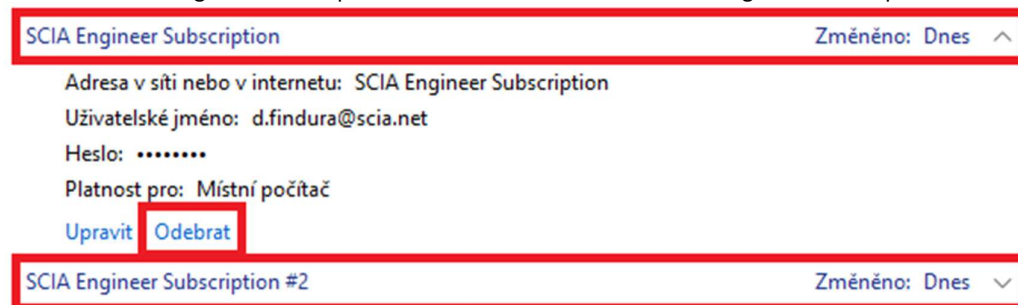 SCIA Engineer Subscription Změněno: Dnes
Adresa v síti nebo v internetu: SCIA Engineer Subscription
Uživatelské jméno: d.findura@scia.net
Heslo: ••••••••
Platnost pro: Místní počítač
Upravit Odebrat
SCIA Engineer Subscription #2 Změněno: Dnes